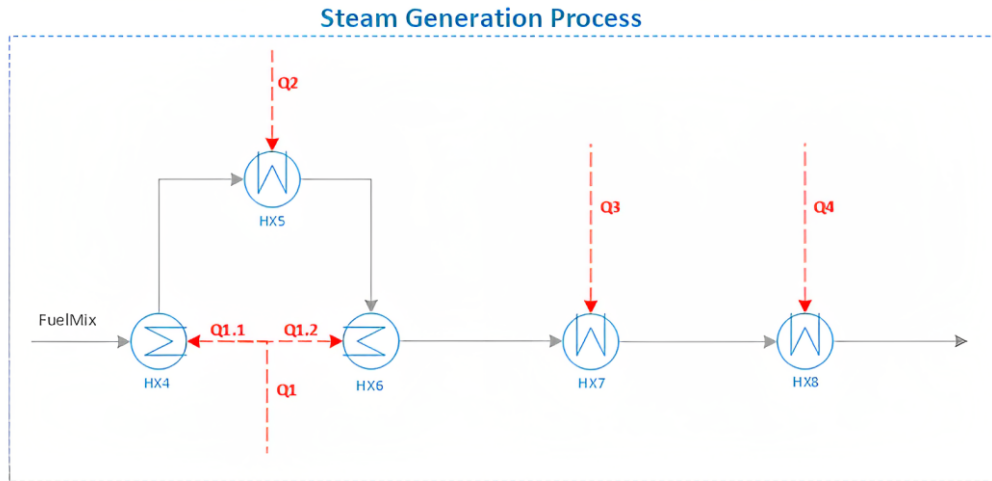 Steam Generation Process
Q2
HX5
Q3
Q4
FuelMix
Q1.1
Q1.2
HX4
HX6
HX7
HX8
Q1